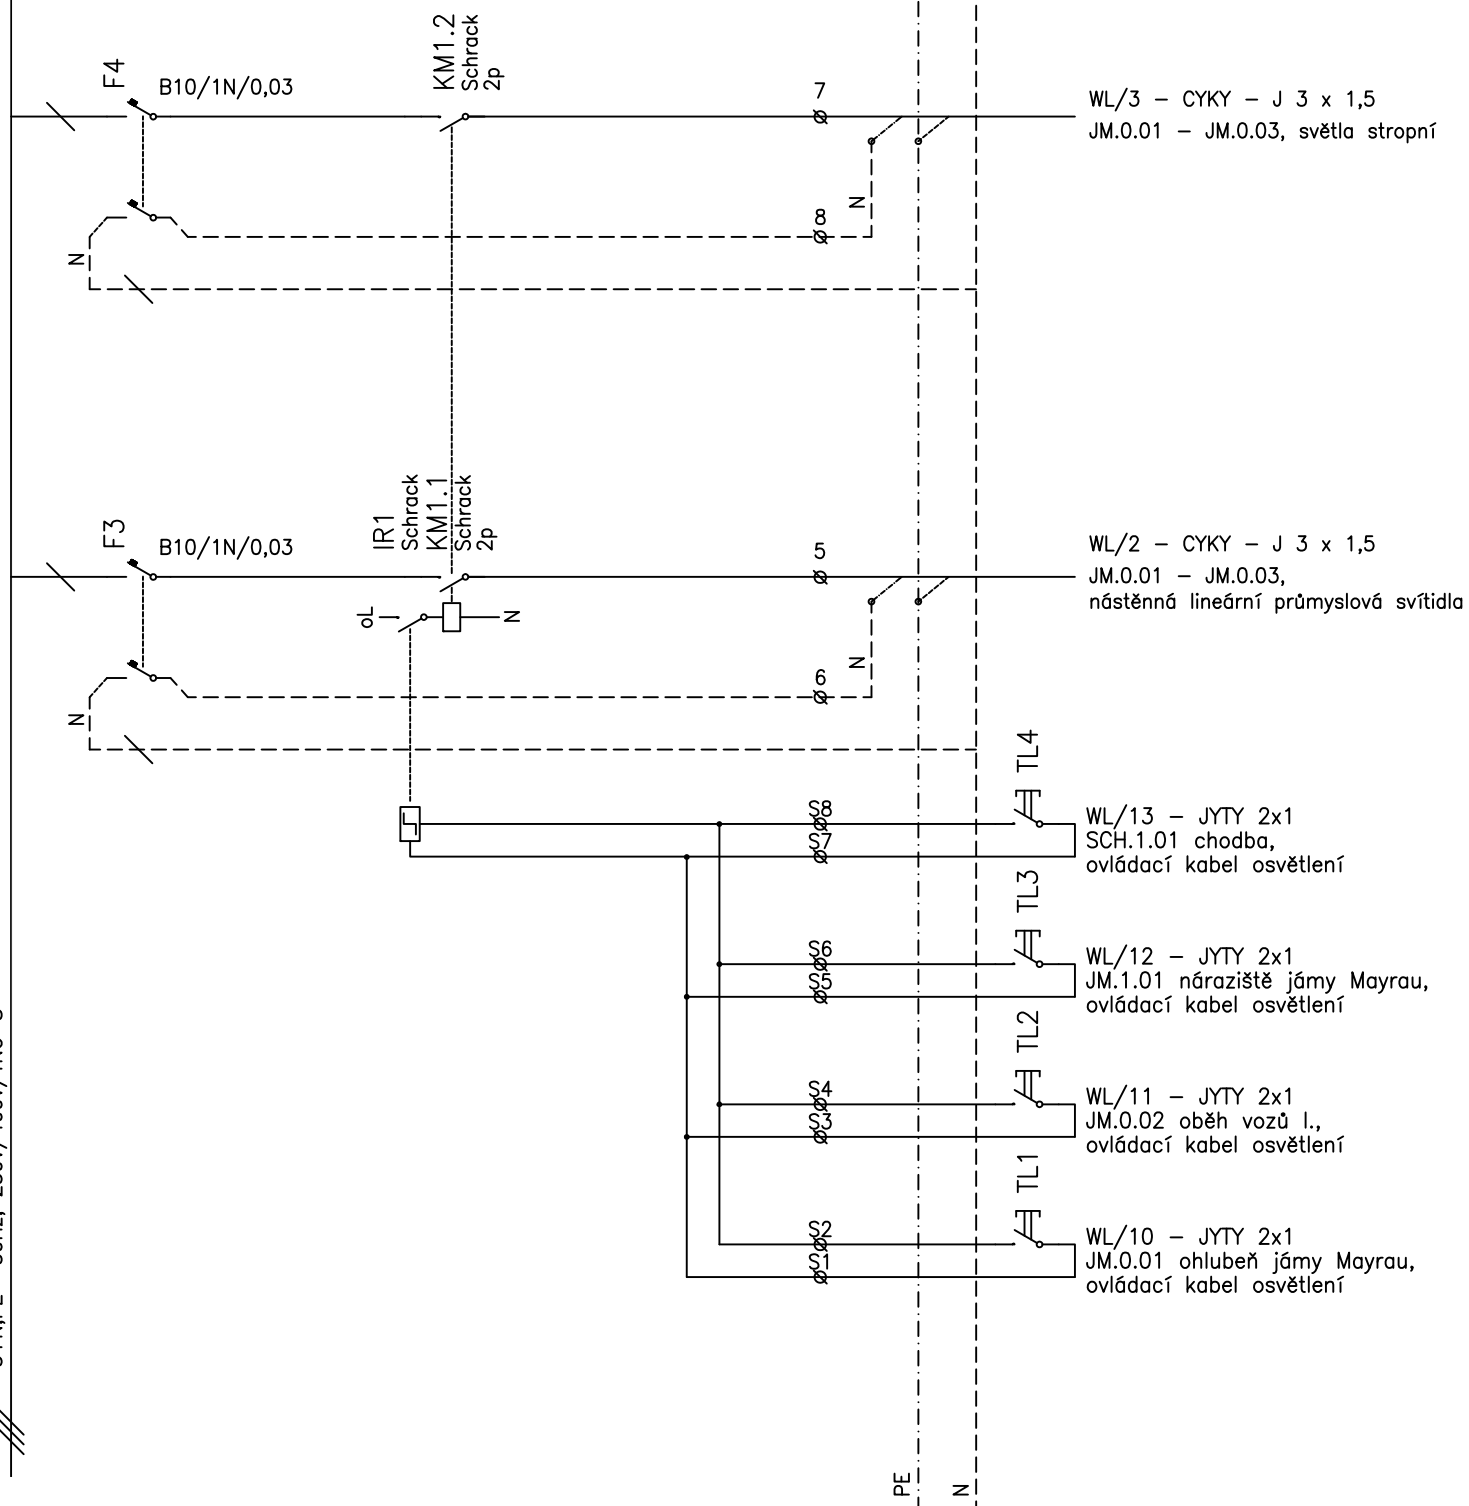 F4
B10/1N/0,03
KM1.2
Schrack
2p
7
WL/3 – CYKY – J 3 x 1,5
JM.0.01 – JM.0.03, světla stropní
N
8
N
F3
B10/1N/0,03
IR1
Schrack
KM1.1
Schrack
2p
5
WL/2 – CYKY – J 3 x 1,5
JM.0.01 – JM.0.03,
nástěnná lineární průmyslová svítidla
oL
N
N
6
N
TL4
S8
S7
WL/13 – JYTY 2x1
SCH.1.01 chodba,
ovládací kabel osvětlení
TL3
S6
S5
WL/12 – JYTY 2x1
JM.1.01 náraziště jámy Mayrau,
ovládací kabel osvětlení
TL2
S4
S3
WL/11 – JYTY 2x1
JM.0.02 oběh vozů I.,
ovládací kabel osvětlení
TL1
S2
S1
WL/10 – JYTY 2x1
JM.0.01 ohlubeň jámy Mayrau,
ovládací kabel osvětlení
PE
N